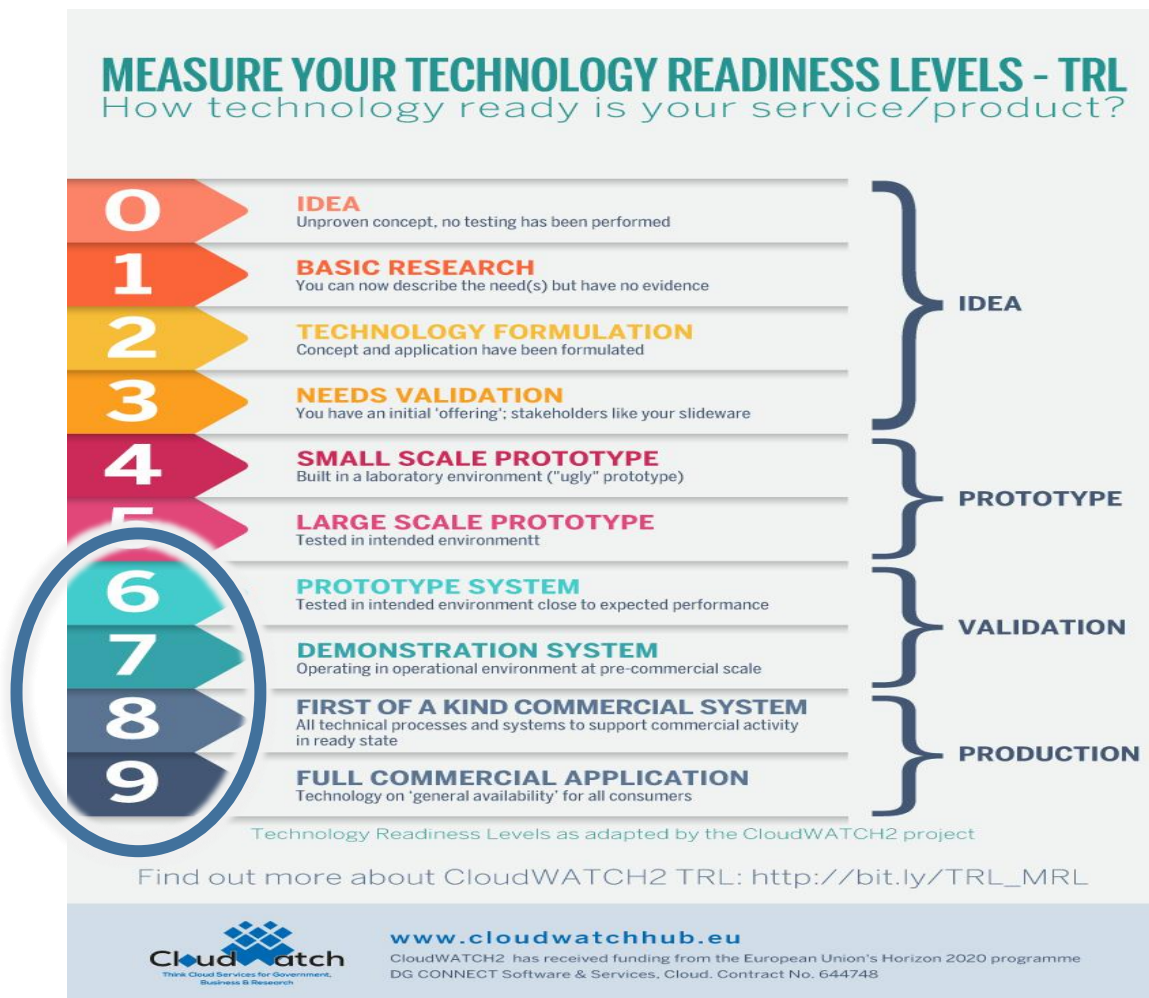 MEASURE YOUR TECHNOLOGY READINESS LEVELS - TRL
How technology ready is your service/product?
0
IDEA
Unproven concept, no testing has been performed
1
BASIC RESEARCH
You can now describe the need(s) but have no evidence
2
TECHNOLOGY FORMULATION
Concept and application have been formulated
3
NEEDS VALIDATION
You have an initial 'offering'; stakeholders like your slideware
IDEA
4
SMALL SCALE PROTOTYPE
Built in a laboratory environment ("ugly" prototype)
5
LARGE SCALE PROTOTYPE
Tested in intended environmentt
PROTOTYPE
6
PROTOTYPE SYSTEM
Tested in intended environment close to expected performance
7
DEMONSTRATION SYSTEM
Operating in operational environment at pre-commercial scale
VALIDATION
8
FIRST OF A KIND COMMERCIAL SYSTEM
All technical processes and systems to support commercial activity
in ready state
9
FULL COMMERCIAL APPLICATION
Technology on 'general availability' for all consumers
PRODUCTION
Technology Readiness Levels as adapted by the CloudWATCH2 project
Find out more about CloudWATCH2 TRL: http://bit.ly/TRL_MRL
CloudWatch
Think Cloud Services for Government,
Business & Research
www.cloudwatchhub.eu
CloudWATCH2 has received funding from the European Union's Horizon 2020 programme
DG CONNECT Software & Services, Cloud. Contract No. 644748